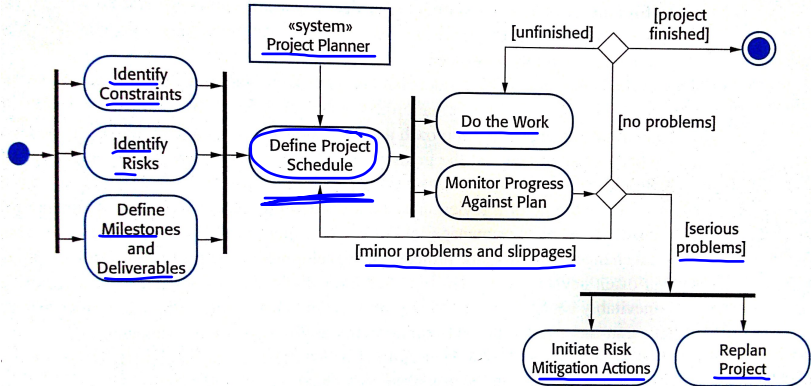 «system»
Project Planner
[unfinished]
[project
finished]
Identify
Constraints
Do the Work
[no problems]
Identify
Risks
Define Project
Schedule
Monitor Progress
Against Plan
Define
Milestones
and
Deliverables
[minor problems and slippages]
[serious
problems]
Initiate Risk
Mitigation Actions
Replan
Project